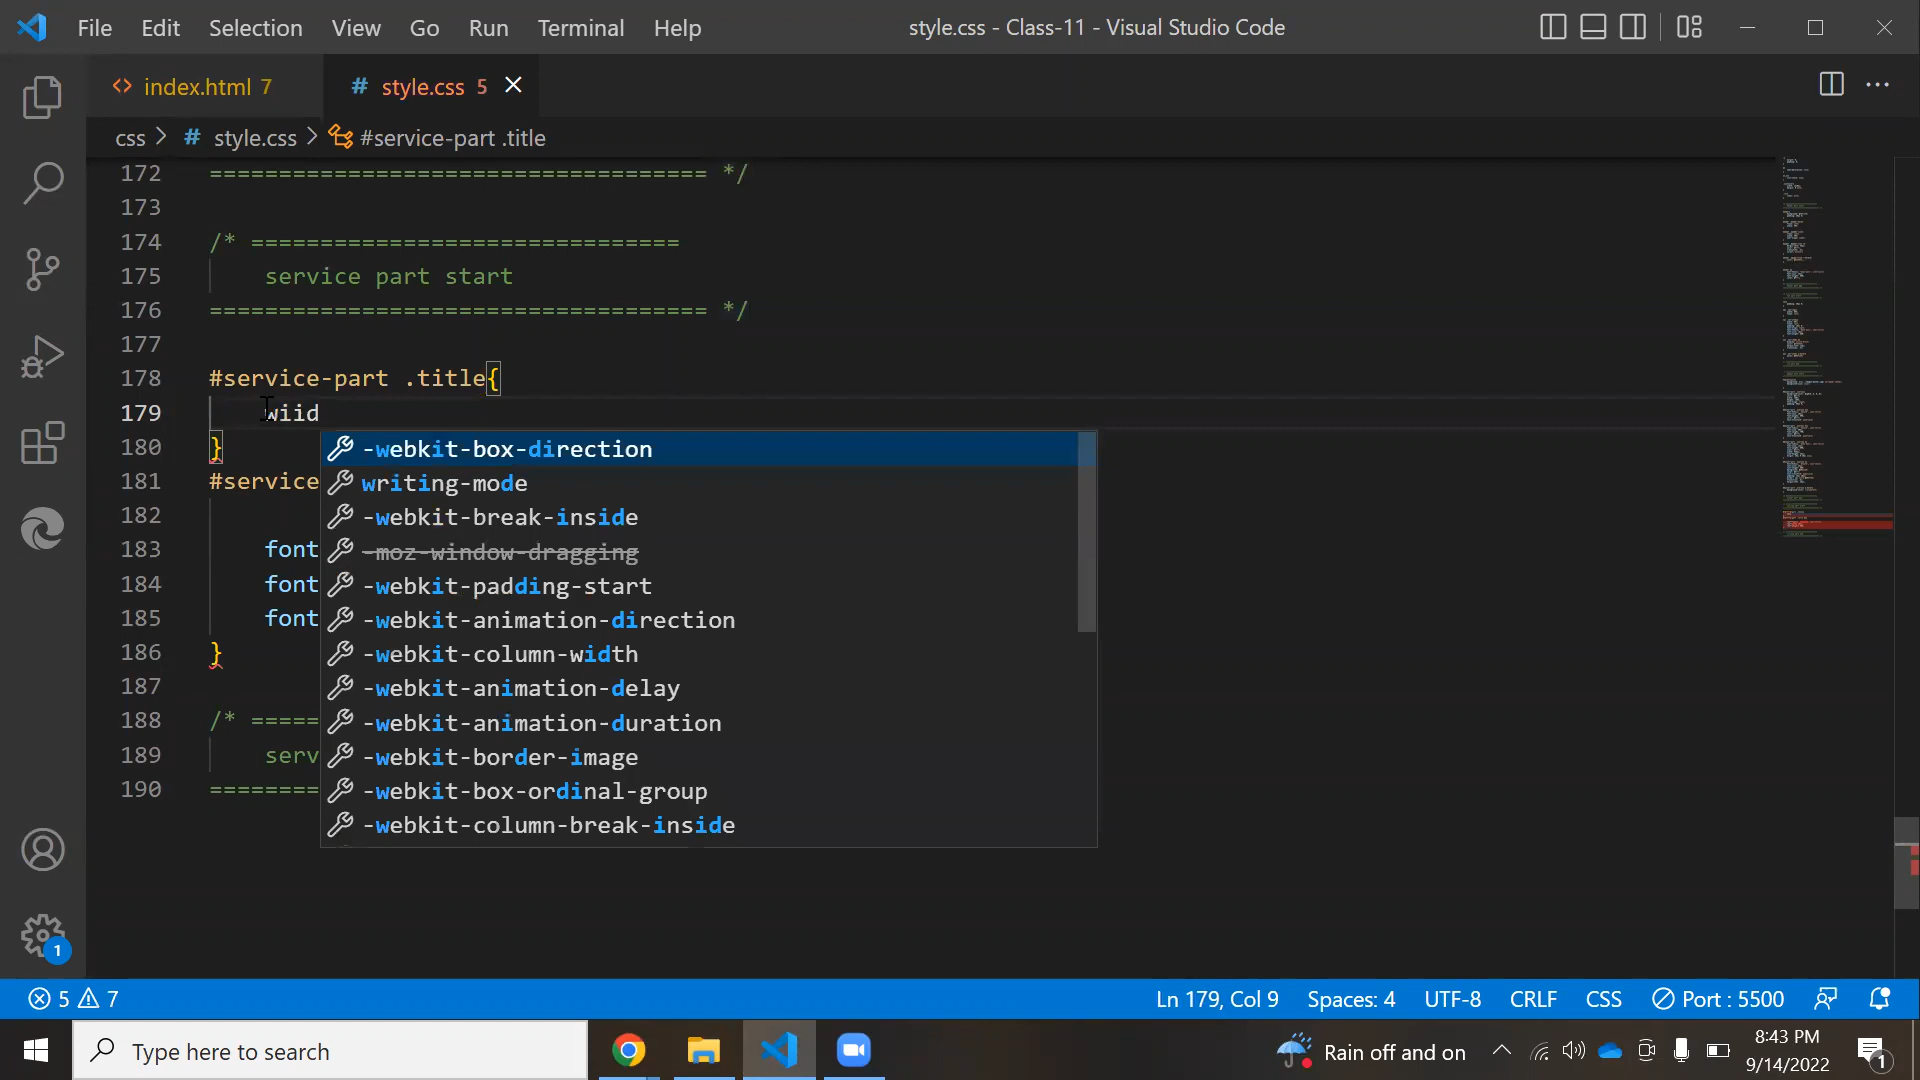 File Edit Selection View Go Run Terminal Help style.css - Class-11 - Visual Studio Code
<> index.html 7 # style.css 5
css > # style.css > #service-part .title
172 =================================== */
173
174 /* ===============================
175 service part start
176 ==================================== */
177
178 #service-part .title{
179 wiid
180 }
-webkit-box-direction
181 #service
writing-mode
182
-webkit-break-inside
183 font
-moz-window-dragging
184 font
-webkit-padding-start
185 font
-webkit-animation-direction
186 }
-webkit-column-width
187
-webkit-animation-delay
188 /* =====
-webkit-animation-duration
189 serv
-webkit-border-image
190 ========
-webkit-box-ordinal-group
-webkit-column-break-inside
1
5 7 Ln 179, Col 9 Spaces: 4 UTF-8 CRLF CSS Port : 5500
Type here to search Rain off and on 8:43 PM
9/14/2022 1